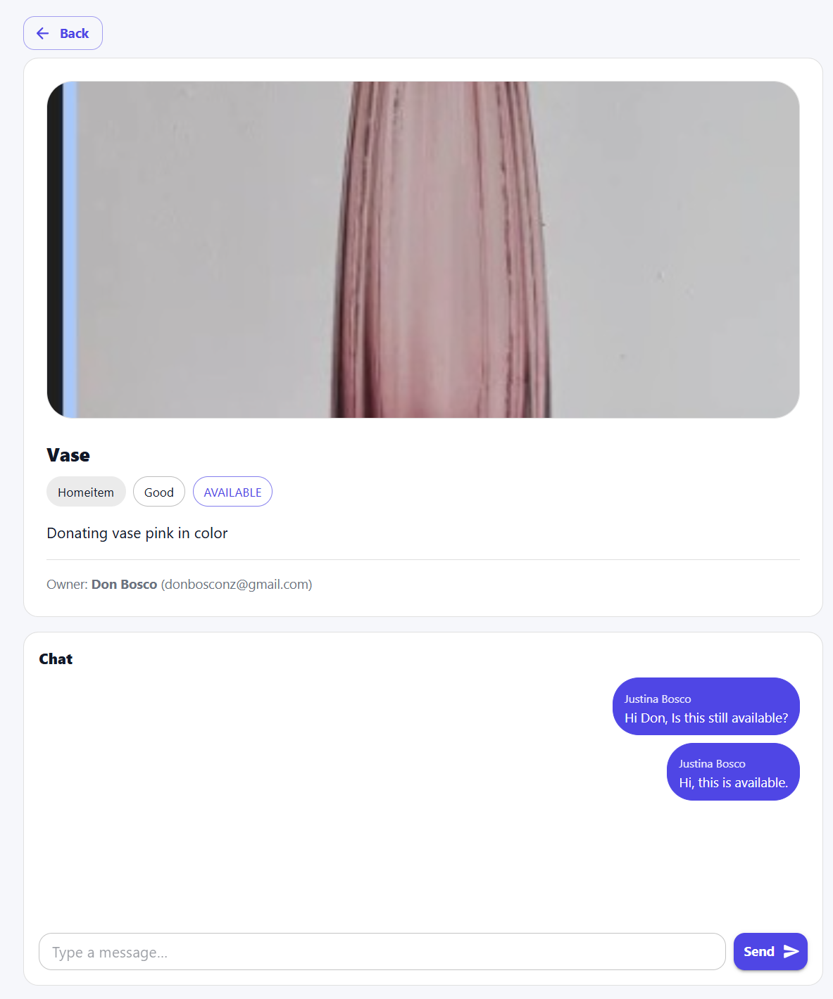 Back
Vase
Homeitem Good AVAILABLE
Donating vase pink in color
Owner: Don Bosco (donbosconz@gmail.com)
Chat
Justina Bosco
Hi Don, Is this still available?
Justina Bosco
Hi, this is available.
Type a message...
Send